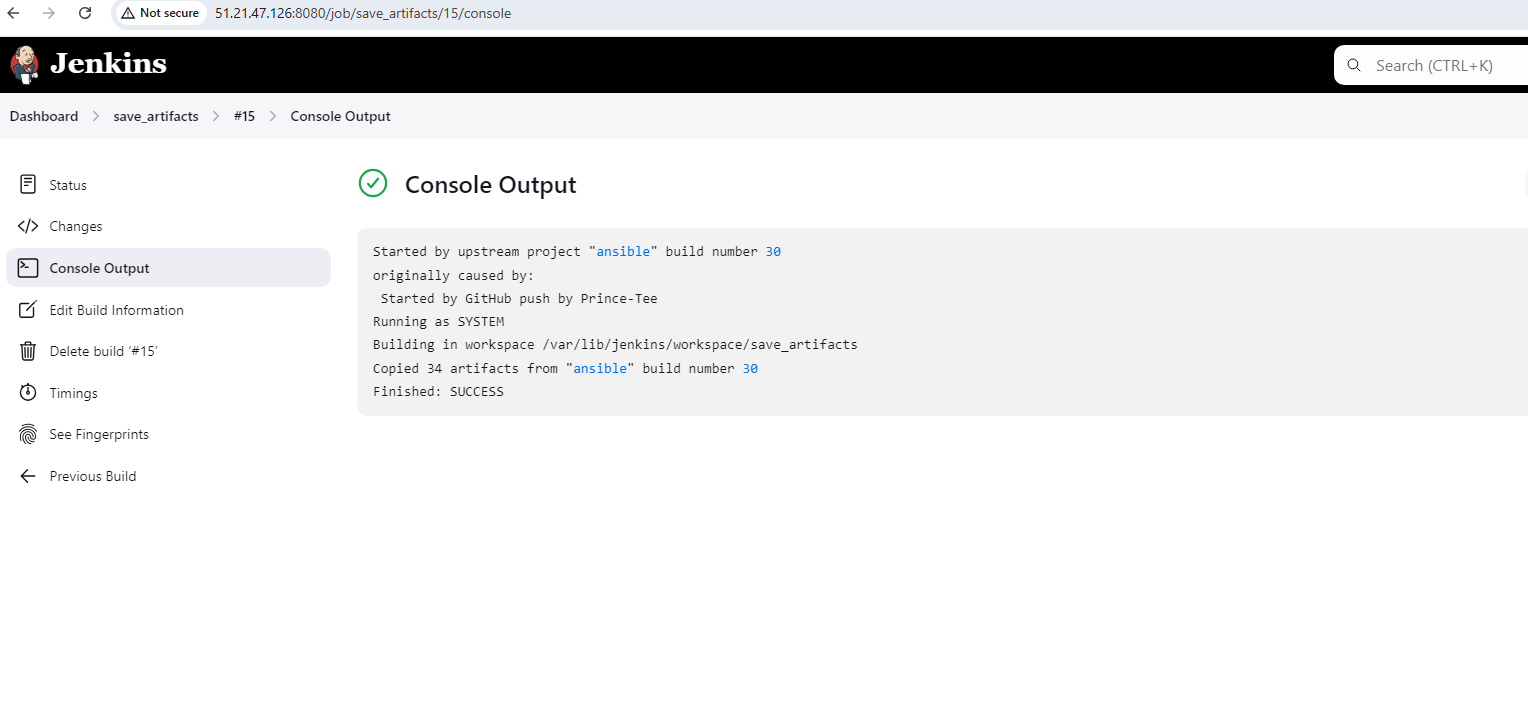 Not secure 51.21.47.126:8080/job/save_artifacts/15/console
Jenkins
Search (CTRL+K)
Dashboard save_artifacts #15 Console Output
Status
Changes
Console Output
Edit Build Information
Delete build ‘#15’
Timings
See Fingerprints
Previous Build
Console Output
Started by upstream project "ansible" build number 30
originally caused by:
Started by GitHub push by Prince-Tee
Running as SYSTEM
Building in workspace /var/lib/jenkins/workspace/save_artifacts
Copied 34 artifacts from "ansible" build number 30
Finished: SUCCESS